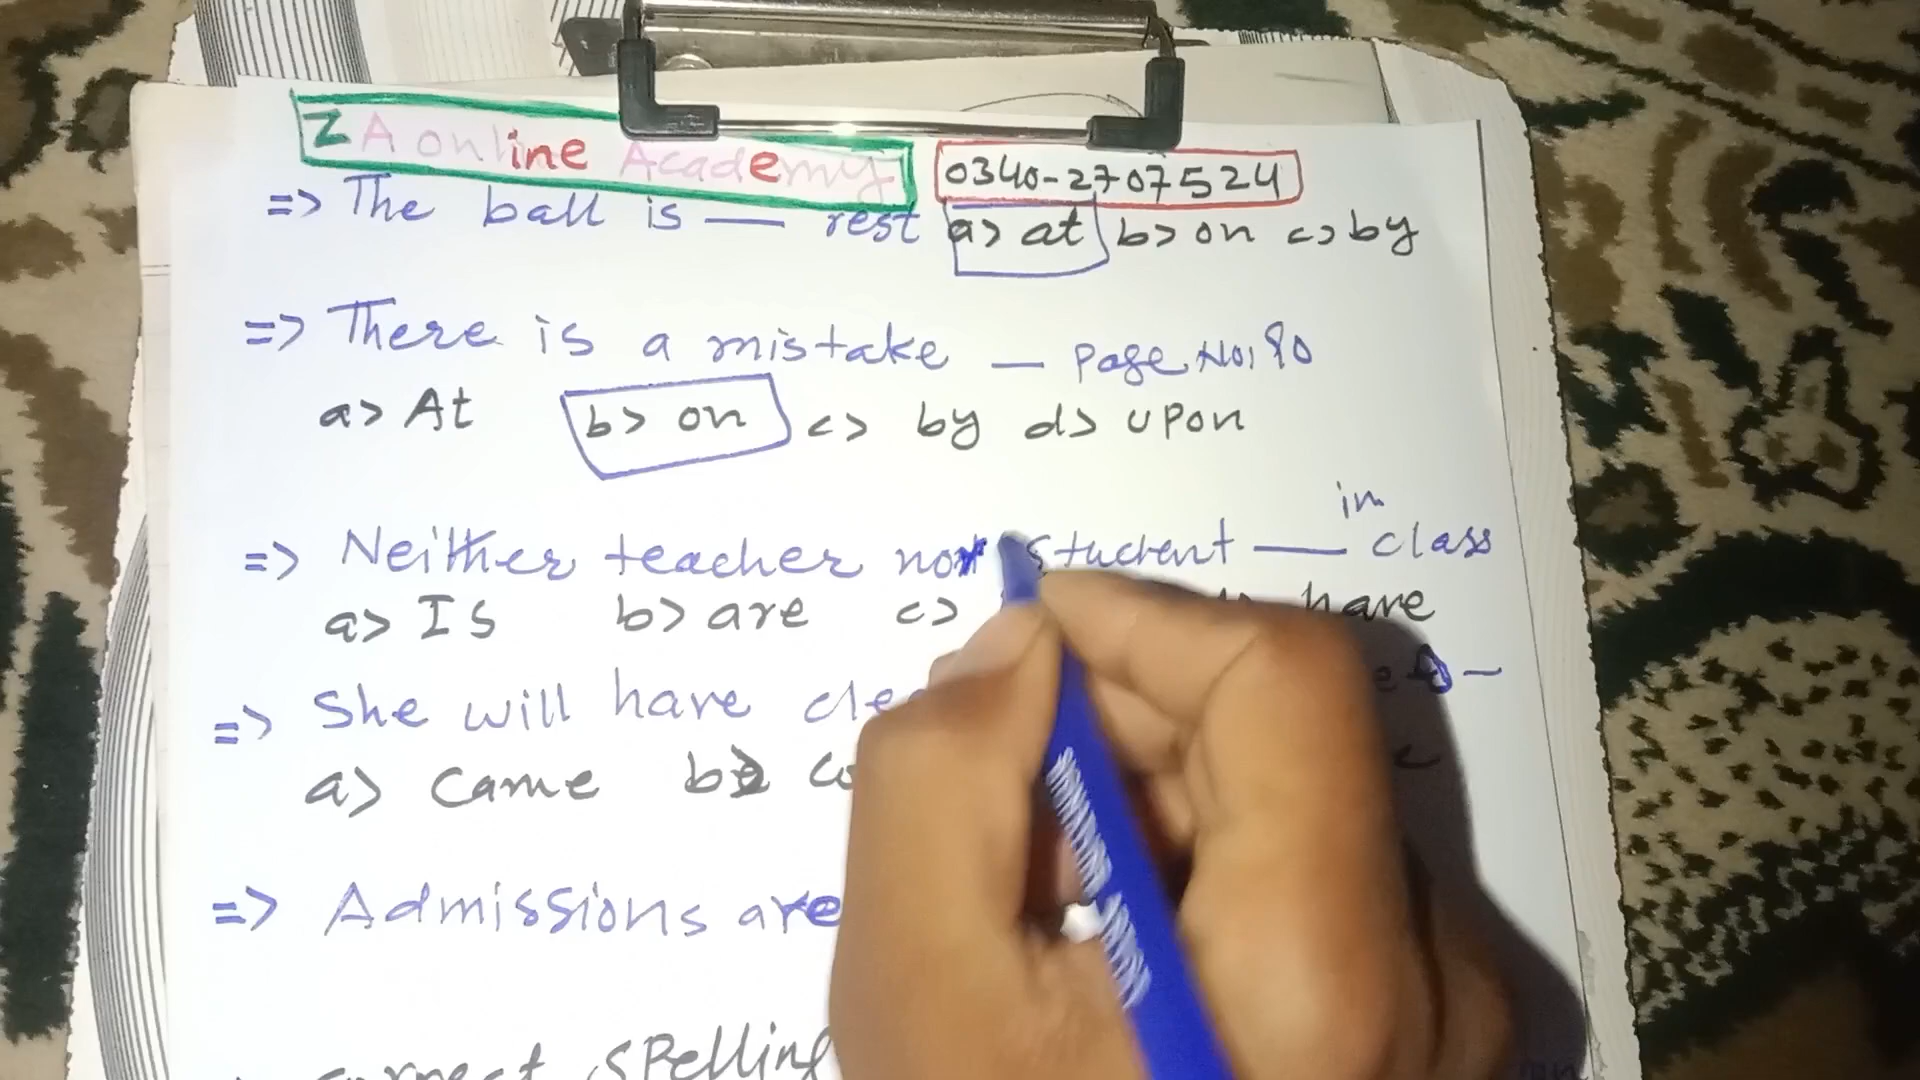 ZA online Academy 0340-2707524
=> The ball is — rest a> at b> on c> by
=> There is a mistake — Page No, 90
a> At b> on c> by d> upon
in
=> Neither teacher nor student — class
a> Is b> are c> have
=> She will have
a> came
=> Admissions are
correct spelling